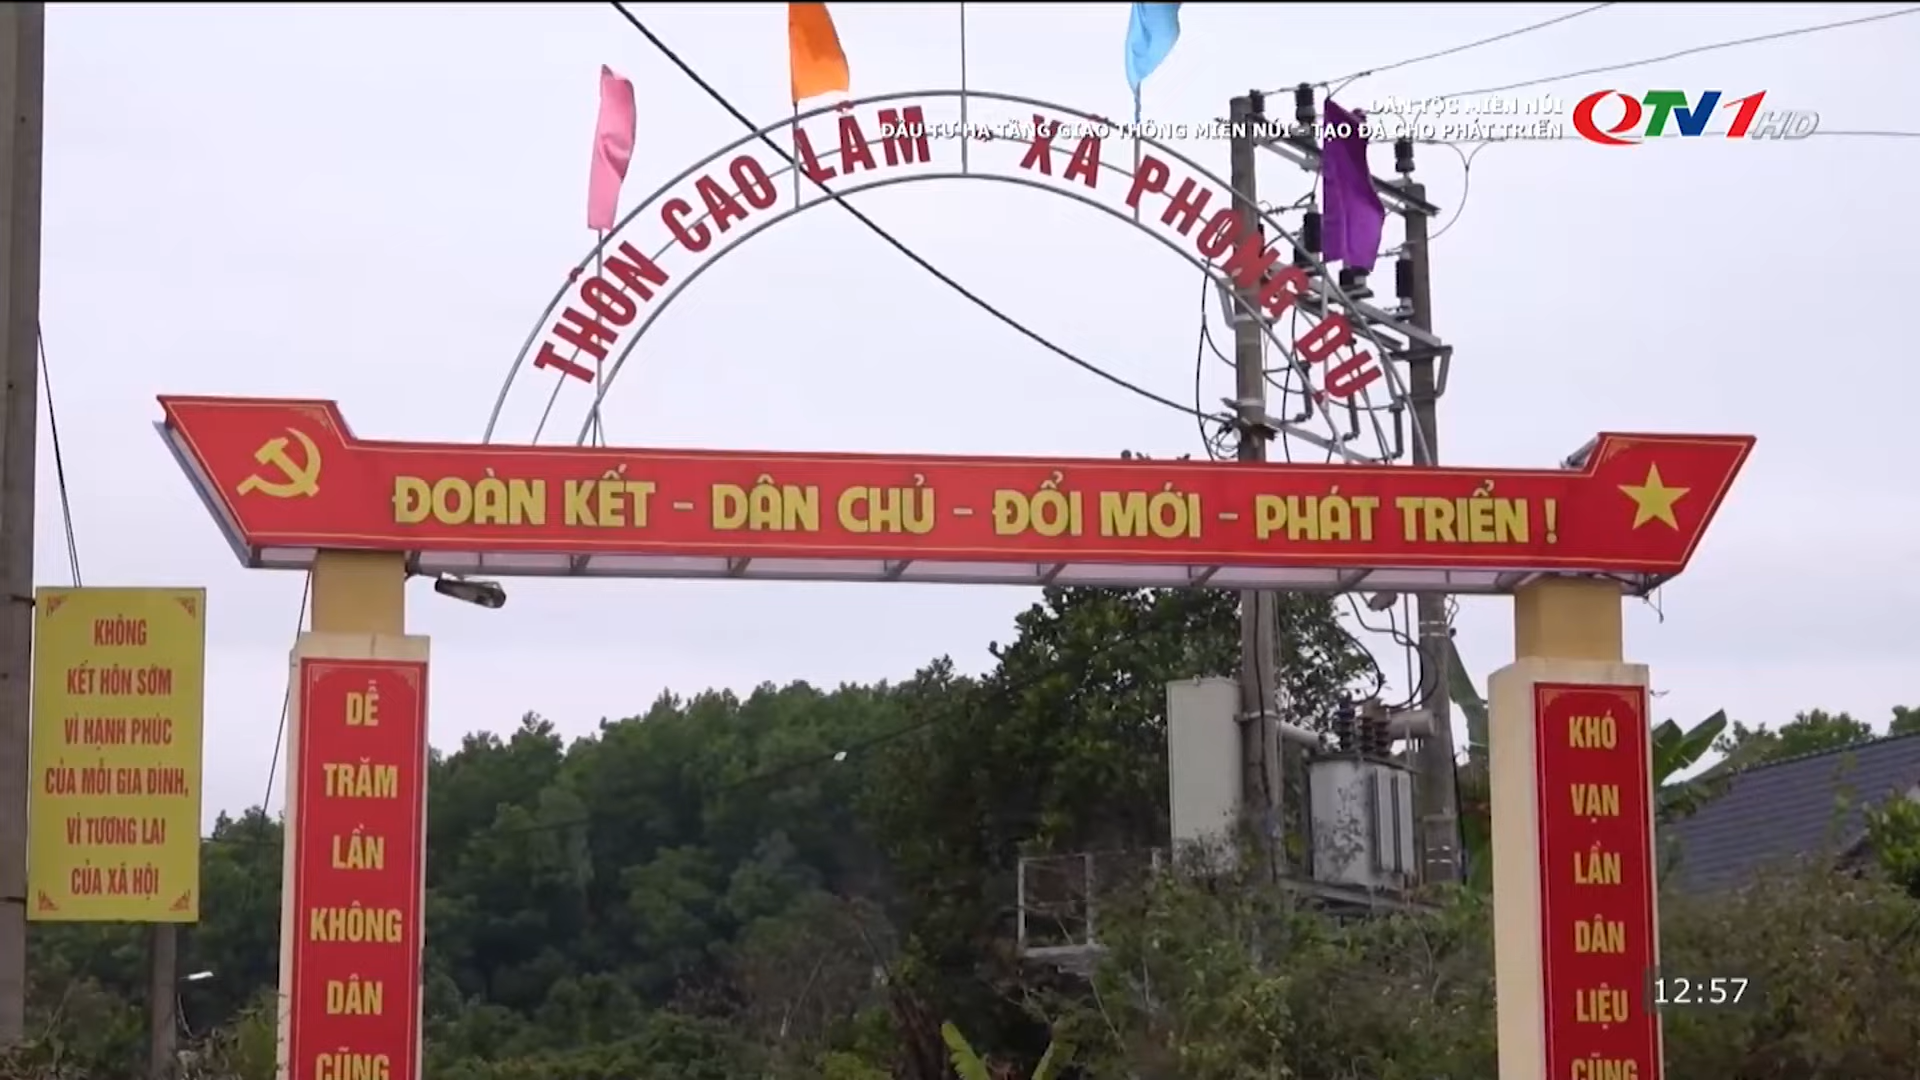 DÂN TỘC MIỀN NÚI
ĐẦU TƯ HẠ TẦNG GIAO THÔNG MIỀN NÚI - TẠO ĐÀ CHO PHÁT TRIỂN
QTV1HD
THÔN CAO LÂM XÃ PHONG DỤ
ĐOÀN KẾT - DÂN CHỦ - ĐỔI MỚI - PHÁT TRIỂN !
KHÔNG
KẾT HÔN SỚM
VÌ HẠNH PHÚC
CỦA MỖI GIA ĐÌNH,
VÌ TƯƠNG LAI
CỦA XÃ HỘI
DỄ
TRĂM
LẦN
KHÔNG
DÂN
CŨNG
KHÓ
VẠN
LẦN
DÂN
LIỆU
CŨNG
12:57